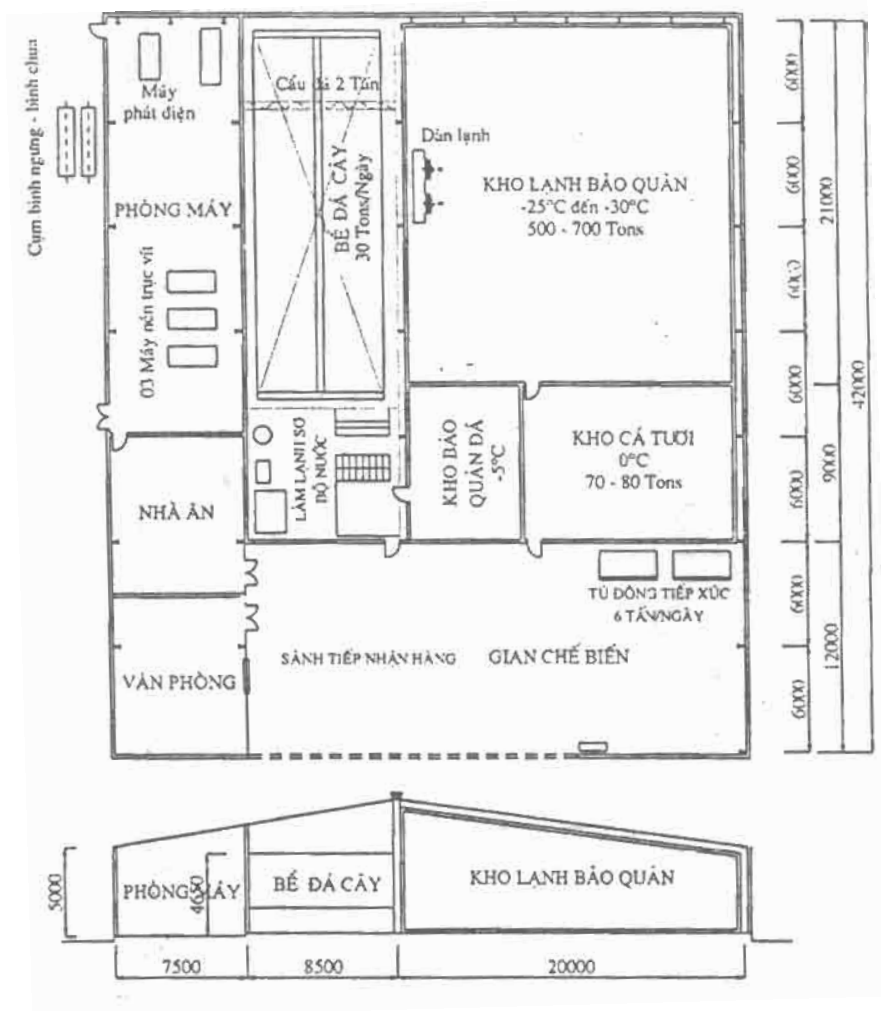 Cụm bình ngưng - bình chứa
Máy
phát điện
PHÒNG MÁY
03 Máy nén trục vít
Cẩu đá 2 Tấn
BỂ ĐÁ CÂY
30 Tons/Ngày
Dàn lạnh
KHO LẠNH BẢO QUẢN
-25°C đến -30°C
500 - 700 Tons
LÀM LẠNH SƠ
BỘ NƯỚC
KHO BẢO
QUẢN ĐÁ
-5°C
KHO CÁ TƯƠI
0°C
70 - 80 Tons
NHÀ ĂN
VĂN PHÒNG
SẢNH TIẾP NHẬN HÀNG
GIAN CHẾ BIẾN
TỦ ĐÔNG TIẾP XÚC
6 TẤN/NGÀY
6000
6000
6000
6000
6000
6000
6000
21000
9000
12000
42000
5000
PHÒNG MÁY
4650
BỂ ĐÁ CÂY
KHO LẠNH BẢO QUẢN
7500
8500
20000